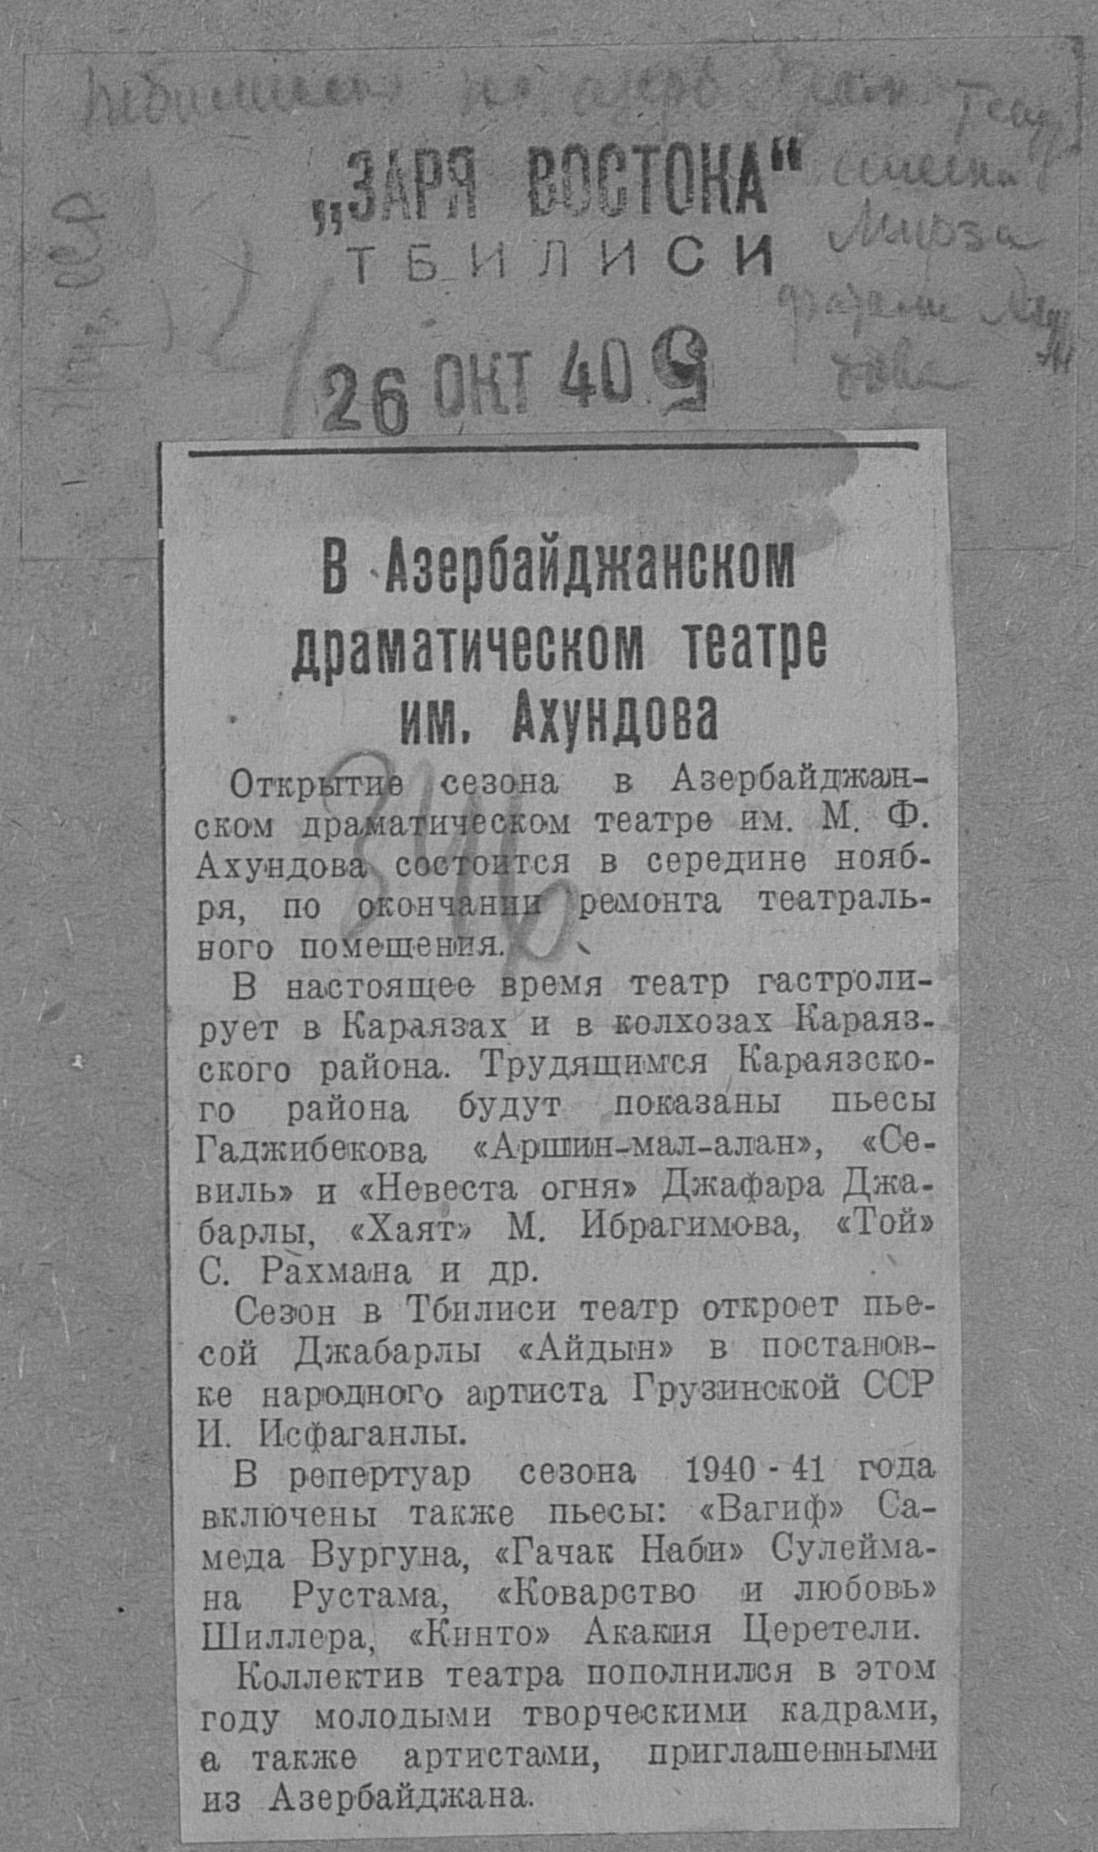 „ЗАРЯ ВОСТОКА“
ТБИЛИСИ
26 ОКТ 40 5
имени
Мирза
В Азербайджанском
драматическом театре
им. Ахундова
Открытие сезона в Азербайджан-
ском драматическом театре им. М. Ф.
Ахундова состоится в середине нояб-
ря, по окончании ремонта театраль-
ного помещения.
В настоящее время театр гастроли-
рует в Караязах и в колхозах Караяз-
ского района. Трудящимся Караязско-
го района будут показаны пьесы
Гаджибекова «Аршин-мал-алан», «Се-
виль» и «Невеста огня» Джафара Джа-
барлы, «Хаят» М. Ибрагимова, «Той»
С. Рахмана и др.
Сезон в Тбилиси театр откроет пье-
сой Джабарлы «Айдын» в постанов-
ке народного артиста Грузинской ССР
И. Исфаганлы.
В репертуар сезона 1940-41 года
включены также пьесы: «Вагиф» Са-
меда Вургуна, «Гачак Наби» Сулейма-
на Рустама, «Коварство и любовь»
Шиллера, «Кинто» Акакия Церетели.
Коллектив театра пополнился в этом
году молодыми творческими кадрами,
а также артистами, приглашенными
из Азербайджана.